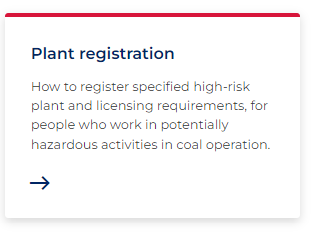 Plant registration
How to register specified high-risk
plant and licensing requirements, for
people who work in potentially
hazardous activities in coal operation.